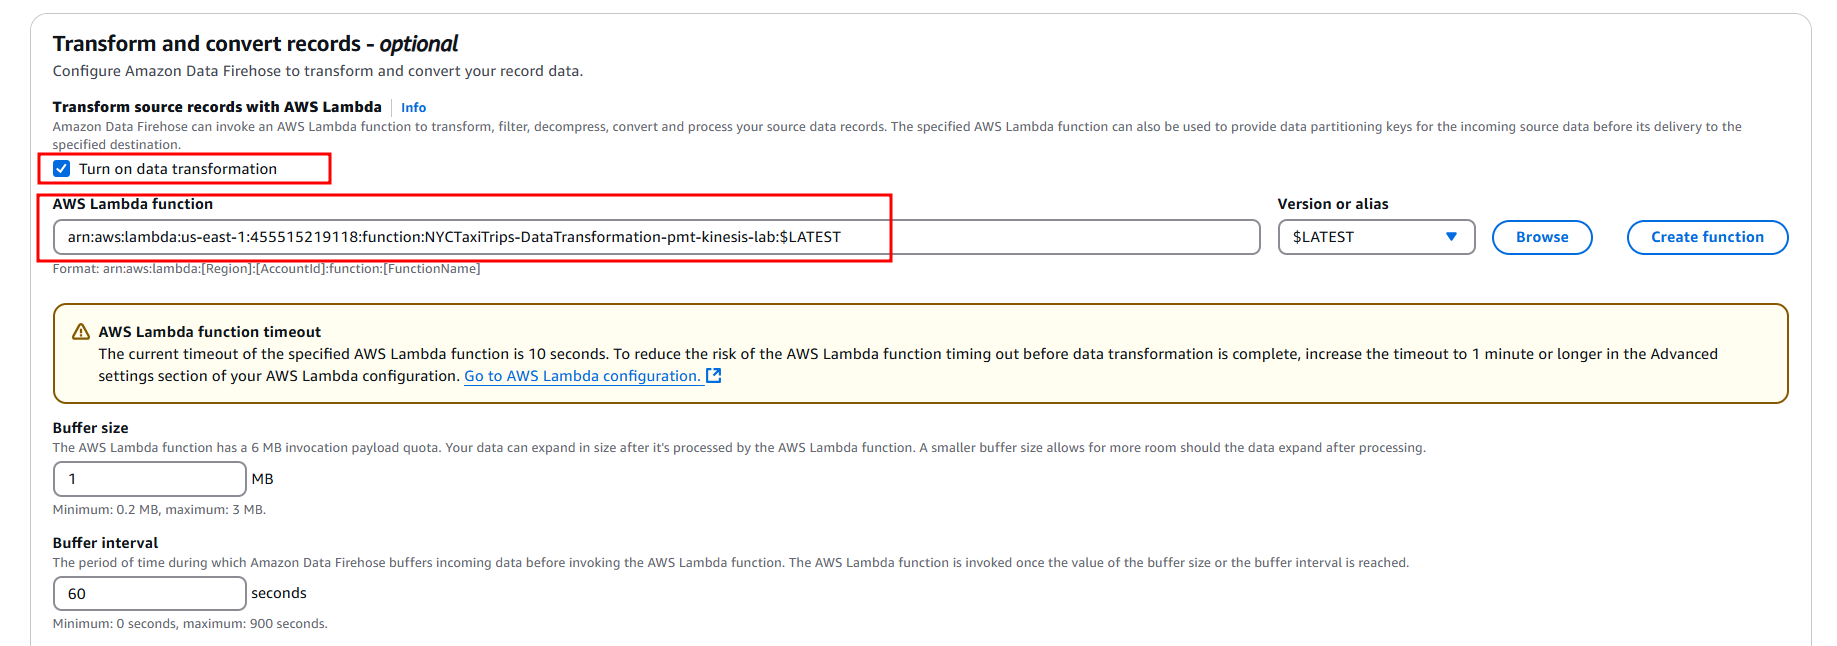 Transform and convert records - optional
Configure Amazon Data Firehose to transform and convert your record data.
Transform source records with AWS Lambda Info
Amazon Data Firehose can invoke an AWS Lambda function to transform, filter, decompress, convert and process your source data records. The specified AWS Lambda function can also be used to provide data partitioning keys for the incoming source data before its delivery to the
specified destination.
Turn on data transformation
AWS Lambda function
Version or alias
arn:aws:lambda:us-east-1:455515219118:function:NYCTaxiTrips-DataTransformation-pmt-kinesis-lab:$LATEST
$LATEST
Browse
Create function
Format: arn:aws:lambda:[Region]:[AccountId]:function:[FunctionName]
AWS Lambda function timeout
The current timeout of the specified AWS Lambda function is 10 seconds. To reduce the risk of the AWS Lambda function timing out before data transformation is complete, increase the timeout to 1 minute or longer in the Advanced
settings section of your AWS Lambda configuration. Go to AWS Lambda configuration.
Buffer size
The AWS Lambda function has a 6 MB invocation payload quota. Your data can expand in size after it's processed by the AWS Lambda function. A smaller buffer size allows for more room should the data expand after processing.
1 MB
Minimum: 0.2 MB, maximum: 3 MB.
Buffer interval
The period of time during which Amazon Data Firehose buffers incoming data before invoking the AWS Lambda function. The AWS Lambda function is invoked once the value of the buffer size or the buffer interval is reached.
60 seconds
Minimum: 0 seconds, maximum: 900 seconds.